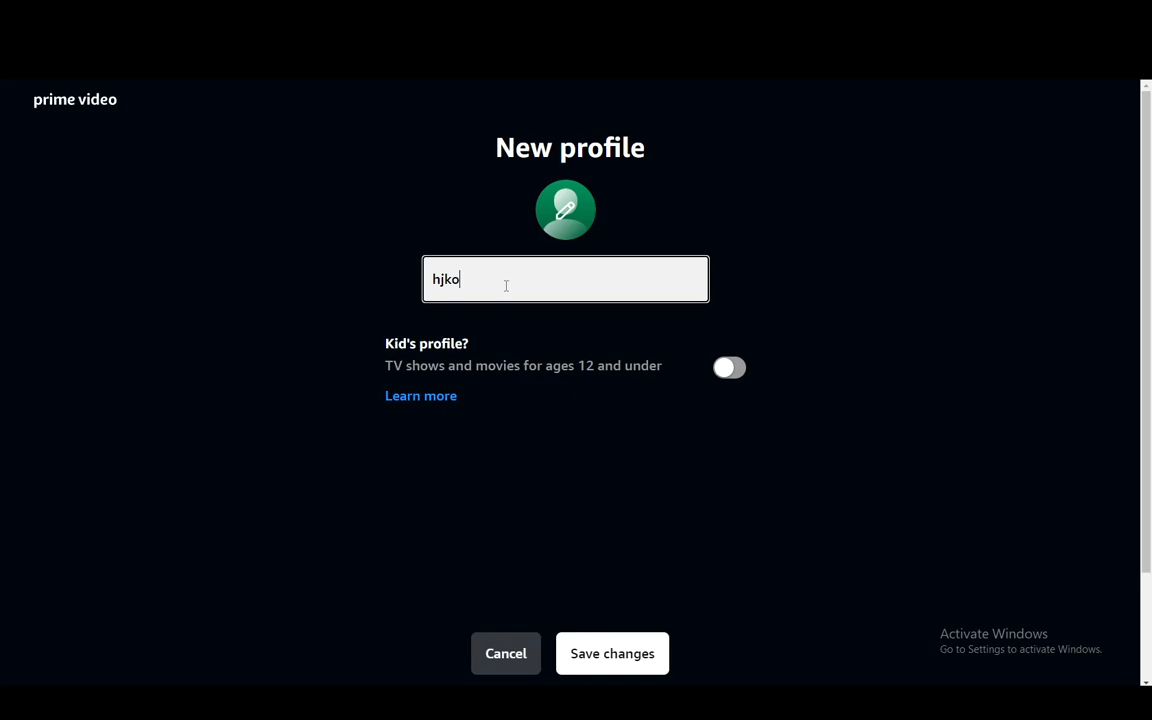 prime video
New profile
hjko
Kid's profile?
TV shows and movies for ages 12 and under
Learn more
Cancel
Save changes
Activate Windows
Go to Settings to activate Windows.